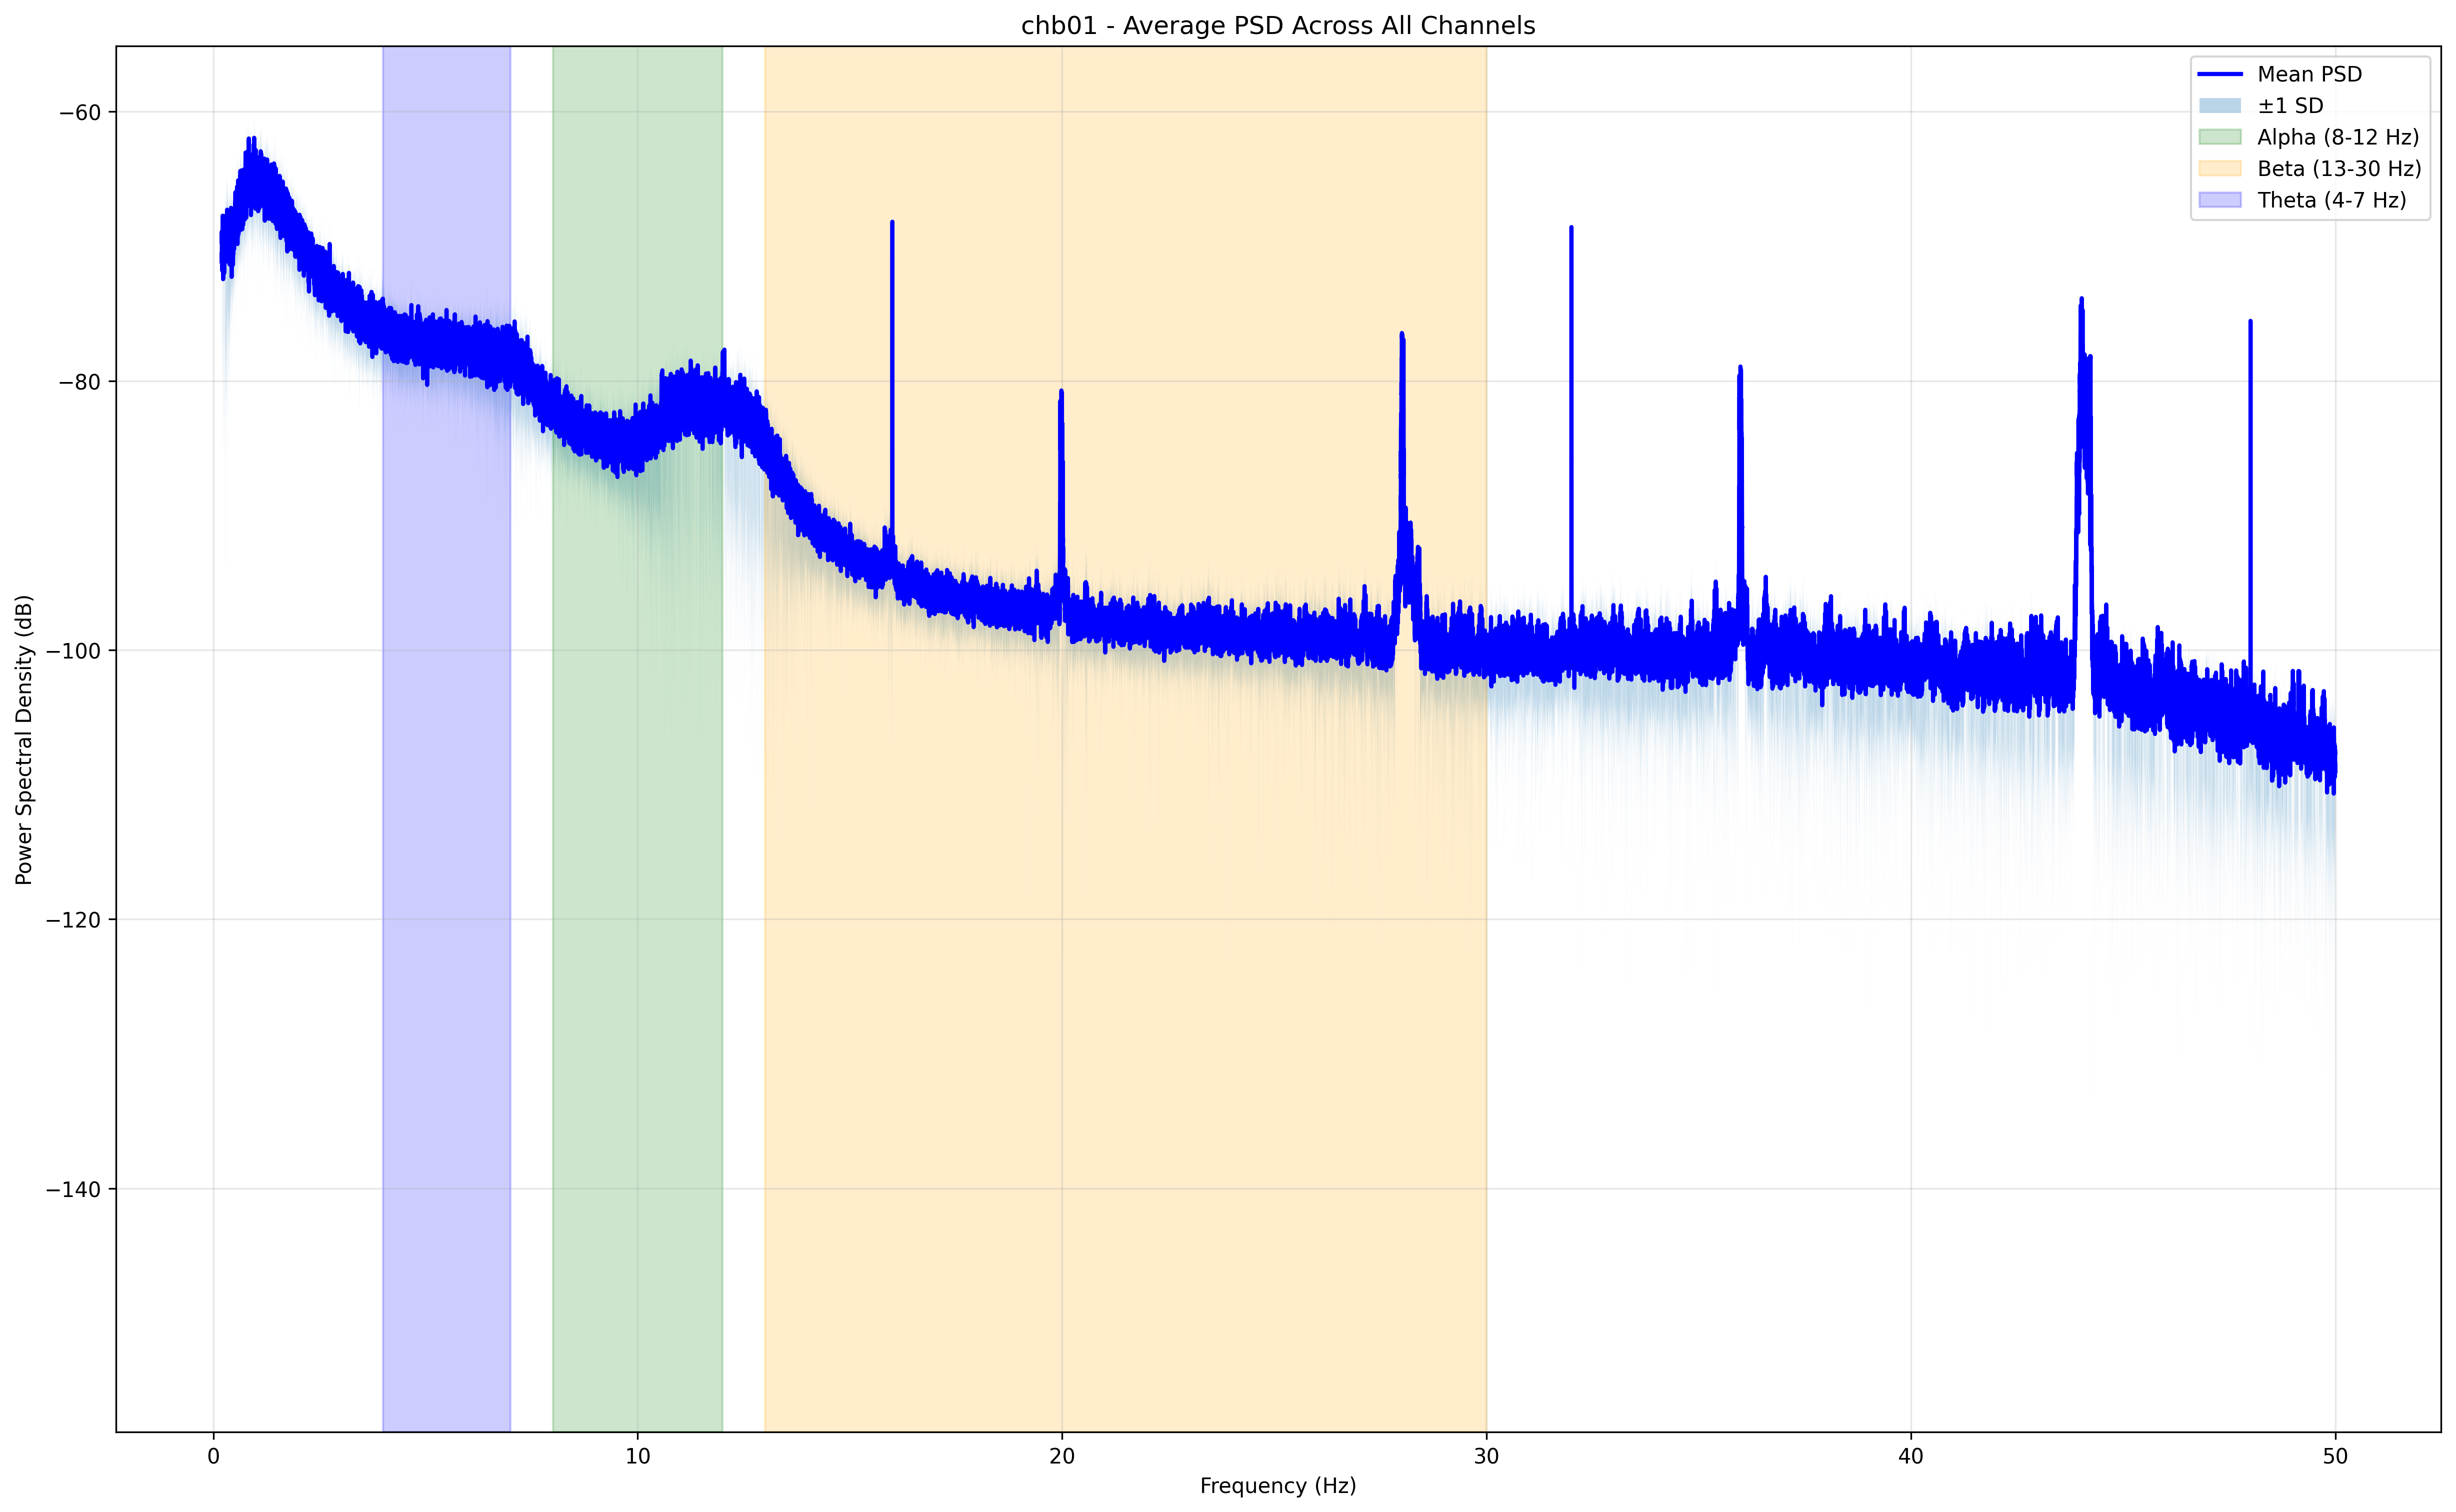 chb01 - Average PSD Across All Channels
Mean PSD
±1 SD
Alpha (8-12 Hz)
Beta (13-30 Hz)
Theta (4-7 Hz)
Power Spectral Density (dB)
−60
−80
−100
−120
−140
0 10 20 30 40 50
Frequency (Hz)